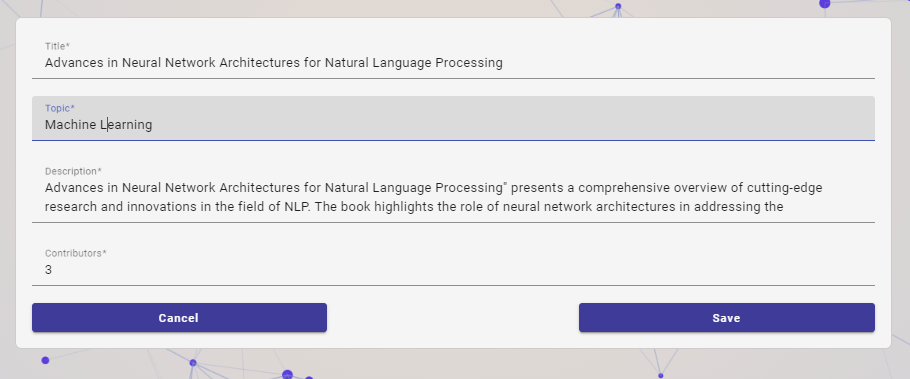 Title*
Advances in Neural Network Architectures for Natural Language Processing
Topic*
Machine Learning
Description*
Advances in Neural Network Architectures for Natural Language Processing" presents a comprehensive overview of cutting-edge
research and innovations in the field of NLP. The book highlights the role of neural network architectures in addressing the
Contributors*
3
Cancel
Save